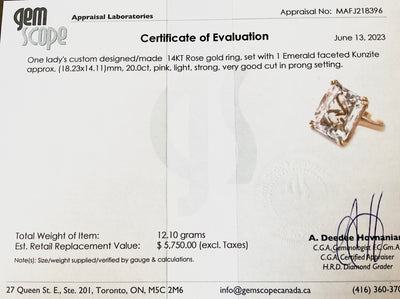 gem
scope
Appraisal Laboratories
Appraisal No.: MAFJ218396
Certificate of Evaluation
June 13, 2023
One lady's custom designed/made 14KT Rose gold ring, set with 1 Emerald faceted Kunzite
approx. (18.23x14.11)mm, 20.0ct, pink, light, strong, very good cut in prong setting.
Total Weight of Item: 12.10 grams
Est. Retail Replacement Value: $ 5,750.00 (excl. Taxes)
Note(s): Size/weight supplied/verified by gauge & calculations.
A. Deedee Hovnanian
C.G.A. Gemmologist F.C.Gm.A
C.G.A. Certified Appraiser
H.R.D. Diamond Grader
27 Queen St. E., Ste. 201, Toronto, ON, M5C 2M6 info@gemscopecanada.ca (416) 360-370